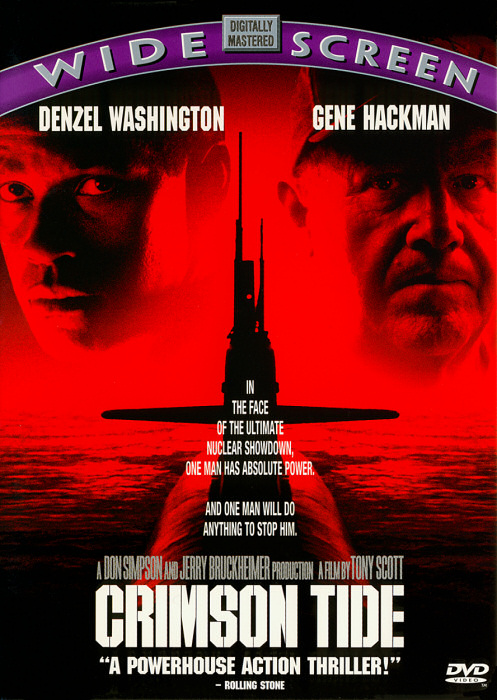 WIDE SCREEN
DIGITALLY
MASTERED
DENZEL WASHINGTON
GENE HACKMAN
IN
THE FACE
OF THE ULTIMATE
NUCLEAR SHOWDOWN,
ONE MAN HAS ABSOLUTE POWER.
AND ONE MAN WILL DO
ANYTHING TO STOP HIM.
A DON SIMPSON AND JERRY BRUCKHEIMER PRODUCTION A FILM BY TONY SCOTT
CRIMSON TIDE
“A POWERHOUSE ACTION THRILLER!”
– ROLLING STONE
DVD
VIDEO
SM